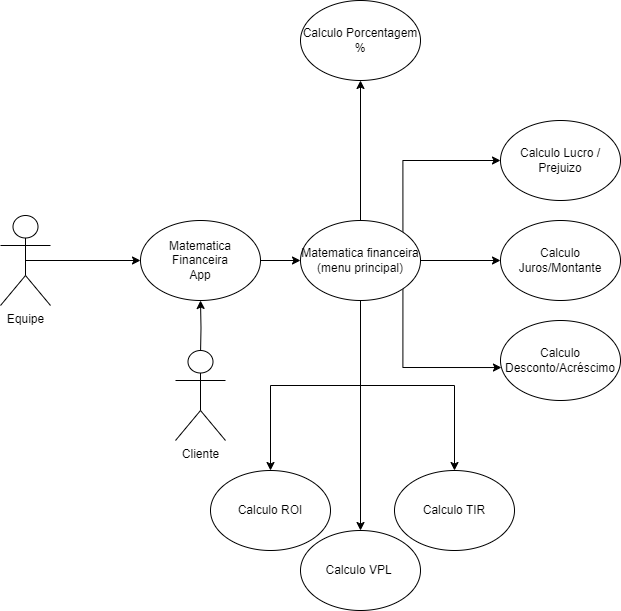 Calculo Porcentagem
%
Calculo Lucro /
Prejuizo
Matematica
Financeira
App
Matematica financeira
(menu principal)
Calculo
Juros/Montante
Equipe
Calculo
Desconto/Acréscimo
Cliente
Calculo ROI
Calculo TIR
Calculo VPL